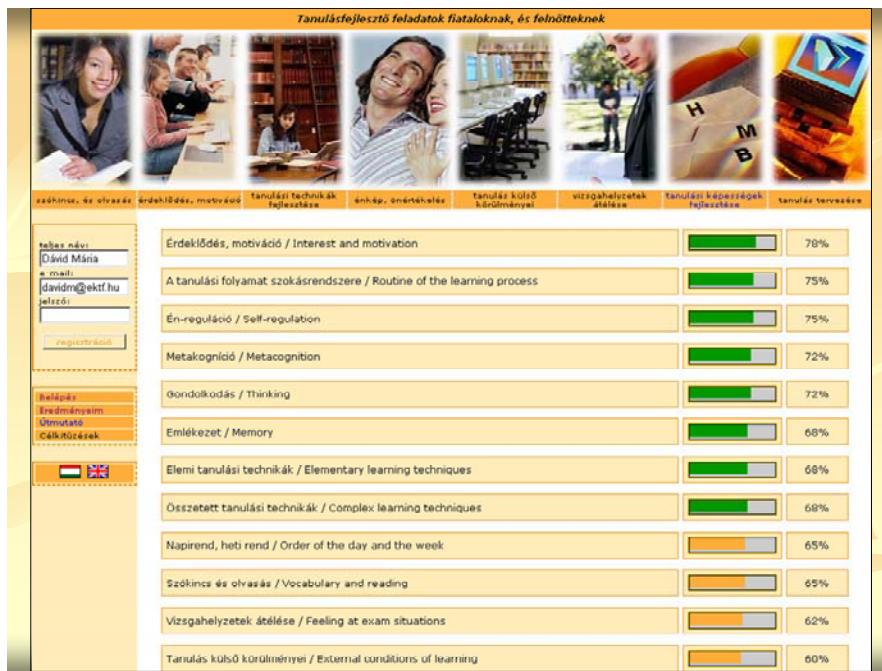 Tanulásfejlesztő feladatok fiataloknak, és felnötteknek
H
M
B
szókincs, és olvasás
érdeklődés, motiváció
tanulási technikák
fejlesztése
énkép, önértékelés
tanulás külső
körülményei
vizsgahelyzetek
átélése
tanulási képességek
fejlesztése
tanulás tervezése
teljes név:
Dávid Mária
e mail:
davidm@ektf.hu
jelszó:
regisztráció
Belépés
Eredményeim
Útmutató
Célkitűzések
Érdeklődés, motiváció / Interest and motivation 78%
A tanulási folyamat szokásrendszere / Routine of the learning process 75%
Én-reguláció / Self-regulation 75%
Metakogníció / Metacognition 72%
Gondolkodás / Thinking 72%
Emlékezet / Memory 68%
Elemi tanulási technikák / Elementary learning techniques 68%
Összetett tanulási technikák / Complex learning techniques 68%
Napirend, heti rend / Order of the day and the week 65%
Szókincs és olvasás / Vocabulary and reading 65%
Vizsgahelyzetek átélése / Feeling at exam situations 62%
Tanulás külső körülményei / External conditions of learning 60%